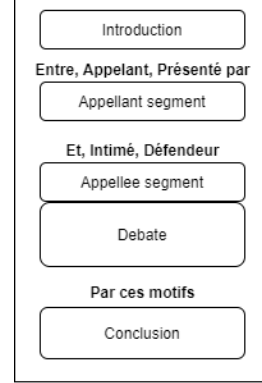 Introduction
Entre, Appelant, Présenté par
Appellant segment
Et, Intimé, Défendeur
Appellee segment
Debate
Par ces motifs
Conclusion